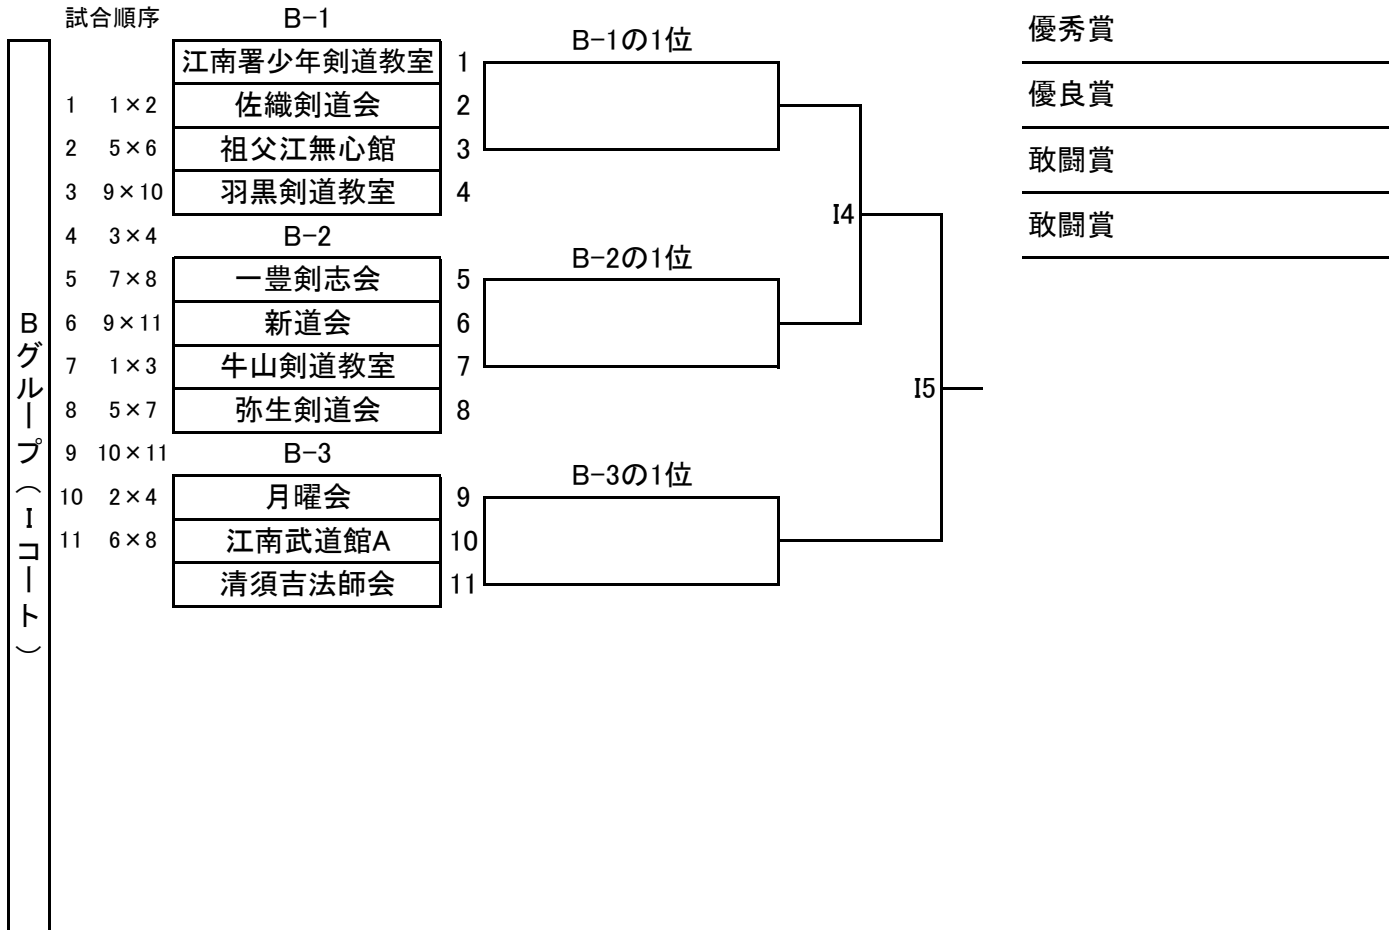 試合順序 B-1
江南署少年剣道教室 1
1 1×2 佐織剣道会 2
2 5×6 祖父江無心館 3
3 9×10 羽黒剣道教室 4
4 3×4 B-2
5 7×8 一豊剣志会 5
6 9×11 新道会 6
7 1×3 牛山剣道教室 7
8 5×7 弥生剣道会 8
9 10×11 B-3
10 2×4 月曜会 9
11 6×8 江南武道館A 10
清須吉法師会 11
Bグループ(Iコート)
B-1の1位
B-2の1位
B-3の1位
I4
I5
優秀賞
優良賞
敢闘賞
敢闘賞